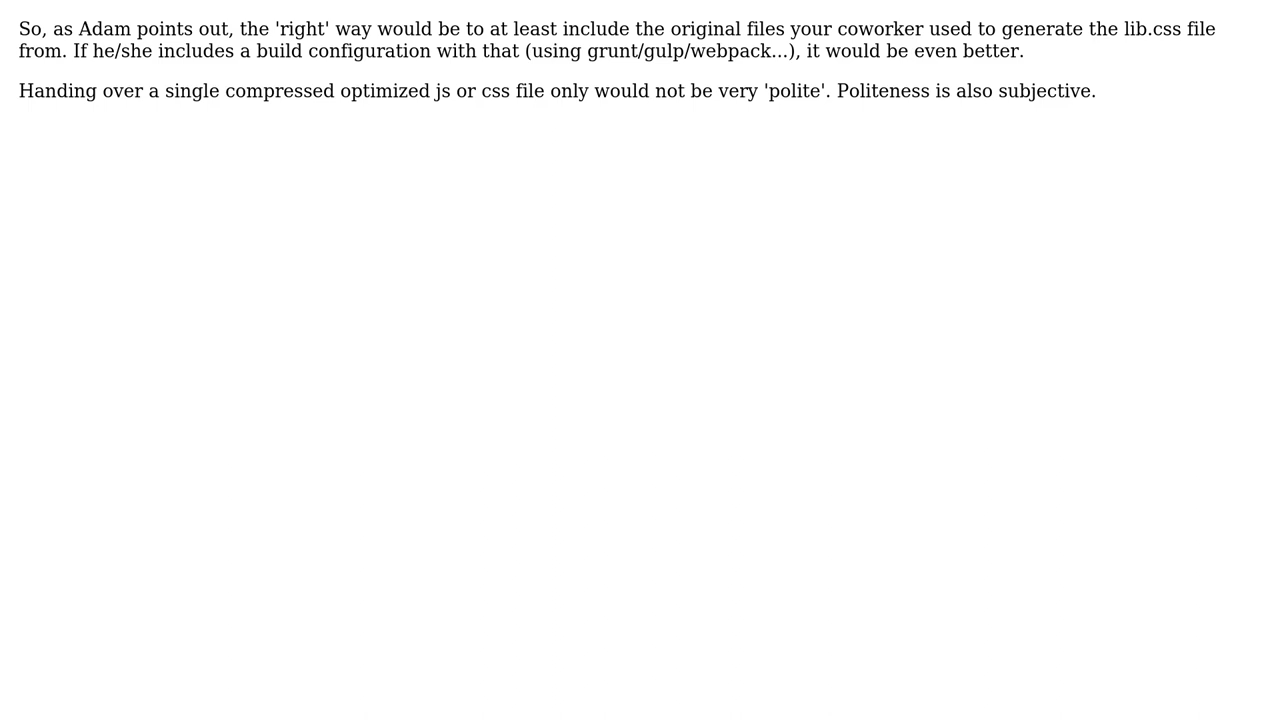 So, as Adam points out, the 'right' way would be to at least include the original files your coworker used to generate the lib.css file
from. If he/she includes a build configuration with that (using grunt/gulp/webpack...), it would be even better.
Handing over a single compressed optimized js or css file only would not be very 'polite'. Politeness is also subjective.